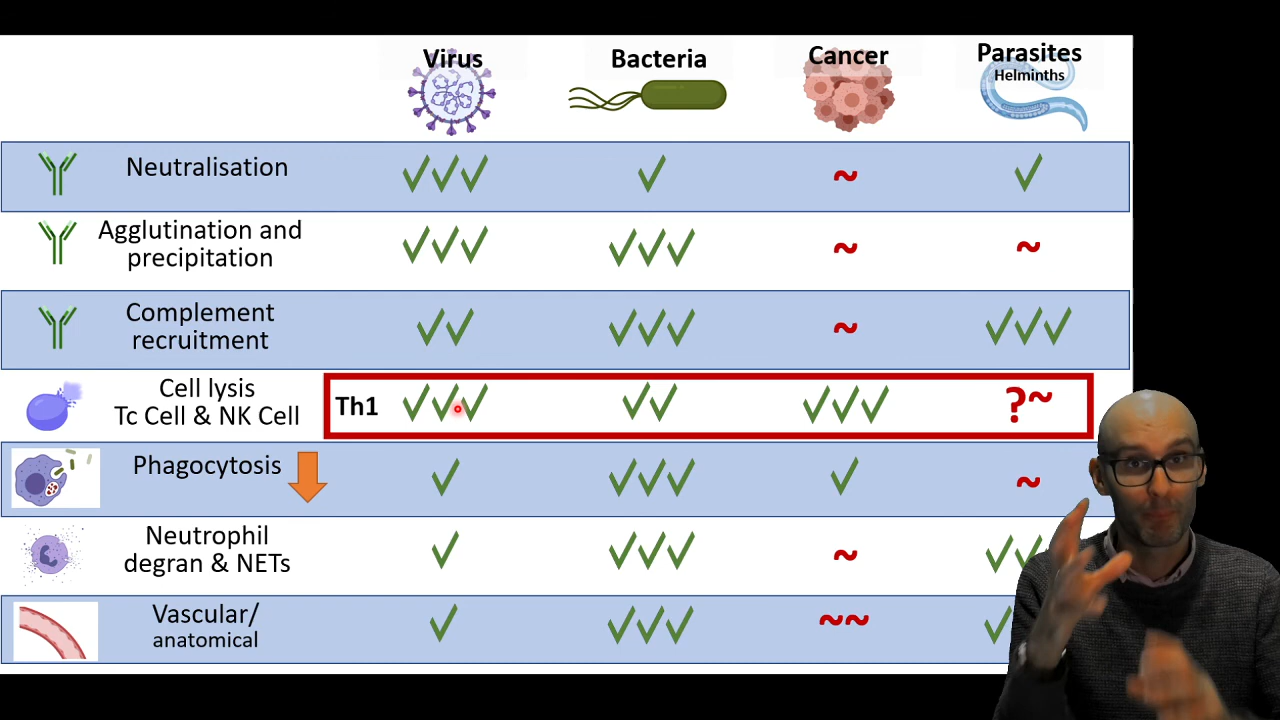 Virus
Bacteria
Cancer
Parasites
Helminths
Neutralisation
~
Agglutination and
precipitation
~
~
Complement
recruitment
~
Cell lysis
Tc Cell & NK Cell
Th1
?~
Phagocytosis
~
Neutrophil
degran & NETs
~
Vascular/
anatomical
~~